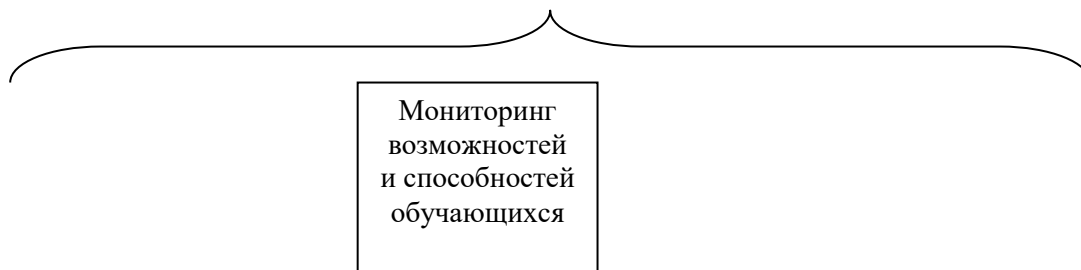 Мониторинг
возможностей
и способностей
обучающихся